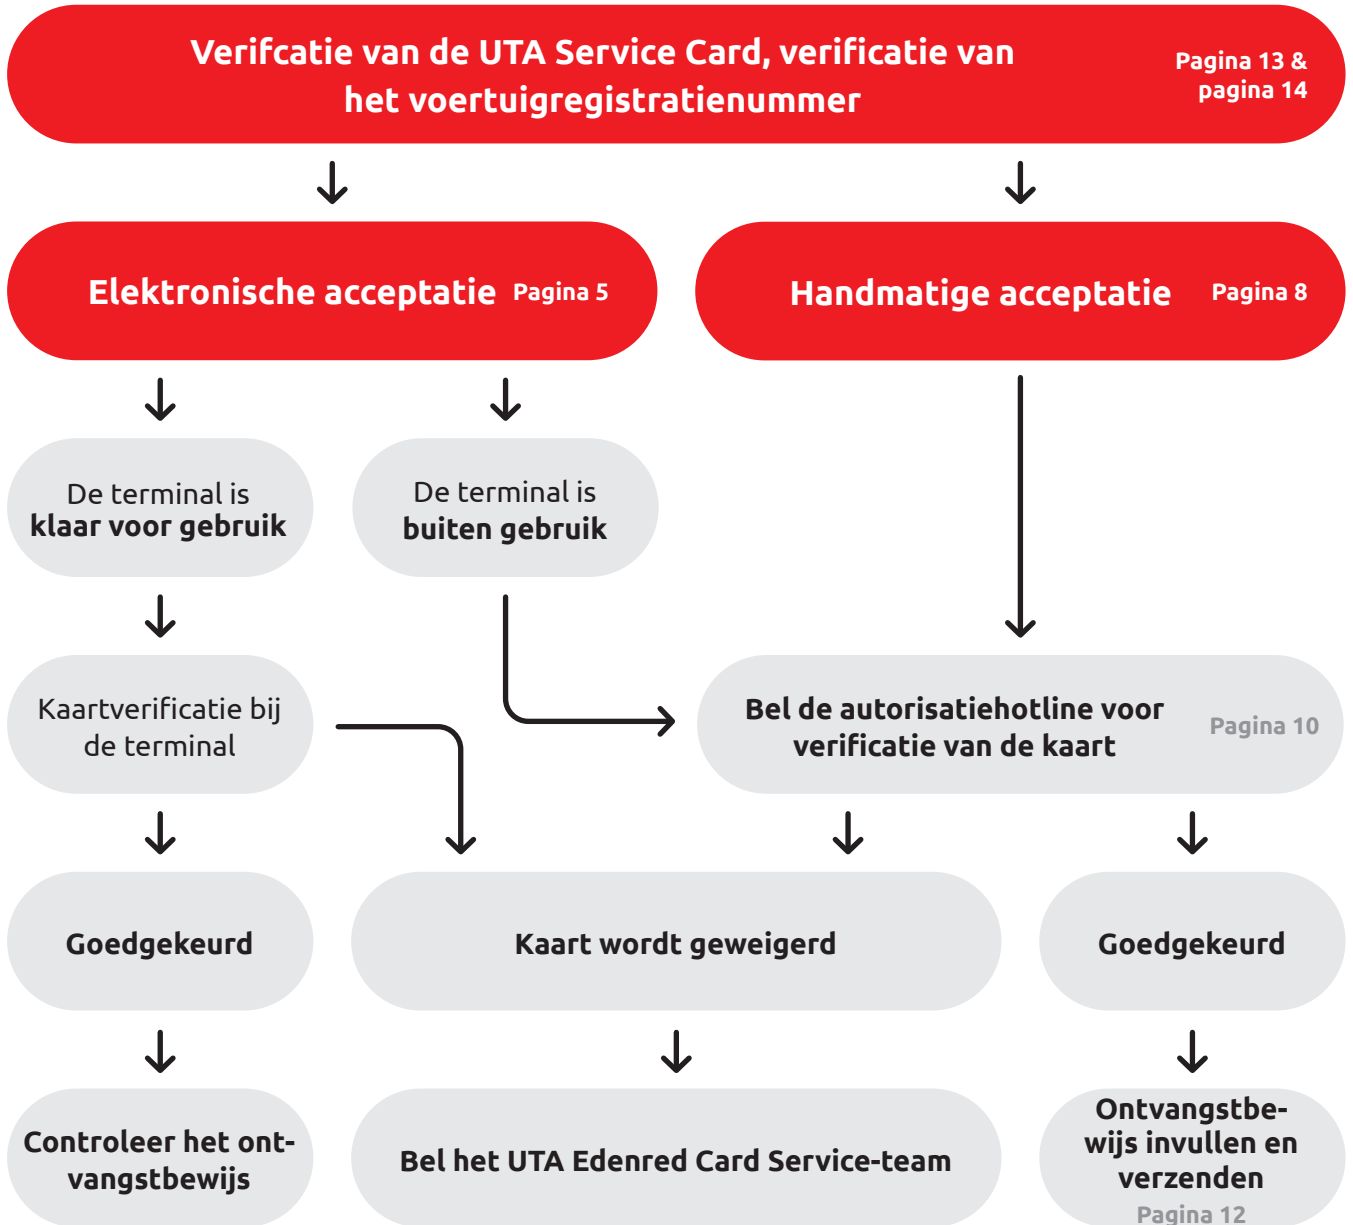 Verifcatie van de UTA Service Card, verificatie van
het voertuigregistratienummer
Pagina 13 &
pagina 14
Elektronische acceptatie Pagina 5
Handmatige acceptatie Pagina 8
De terminal is
klaar voor gebruik
De terminal is
buiten gebruik
Kaartverificatie bij
de terminal
Bel de autorisatiehotline voor
verificatie van de kaart
Pagina 10
Goedgekeurd
Kaart wordt geweigerd
Goedgekeurd
Controleer het ont-
vangstbewijs
Bel het UTA Edenred Card Service-team
Ontvangstbe-
wijs invullen en
verzenden
Pagina 12